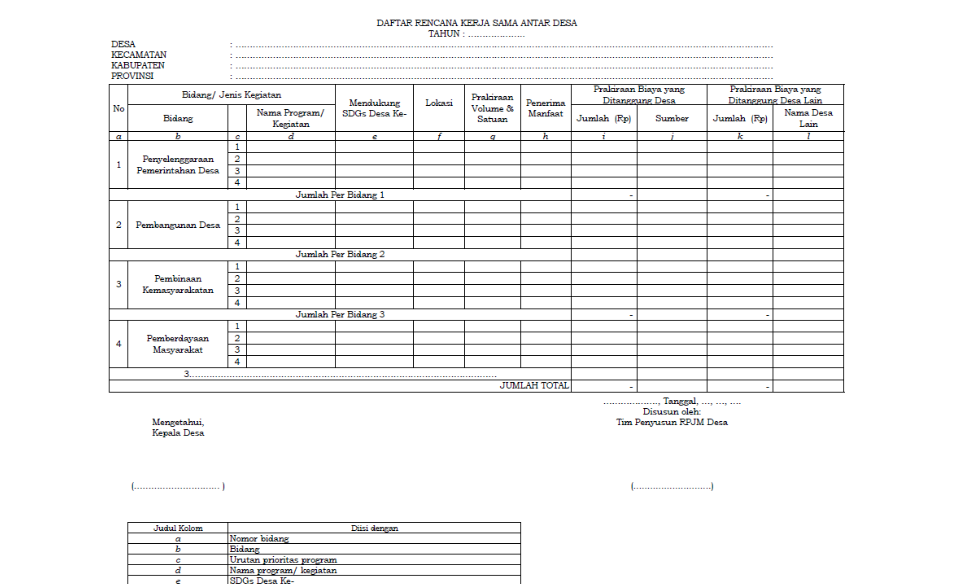 DAFTAR RENCANA KERJA SAMA ANTAR DESA
TAHUN : ....................
DESA : ....................
KECAMATAN : ....................
KABUPATEN : ....................
PROVINSI : ....................
No Bidang/ Jenis Kegiatan Mendukung SDGs Desa Ke- Lokasi Prakiraan Volume & Satuan Penerima Manfaat Prakiraan Biaya yang Ditanggung Desa Prakiraan Biaya yang Ditanggung Desa Lain
Bidang Nama Program/ Kegiatan Jumlah (Rp) Sumber Jumlah (Rp) Nama Desa Lain
a b c d e f g h i j k l
1 Penyelenggaraan Pemerintahan Desa 1
2
3
4
Jumlah Per Bidang 1 - -
2 Pembangunan Desa 1
2
3
4
Jumlah Per Bidang 2
3 Pembinaan Kemasyarakatan 1
2
3
4
Jumlah Per Bidang 3 - -
4 Pemberdayaan Masyarakat 1
2
3
4
3....................
JUMLAH TOTAL - -
...................., Tanggal, ..., ..., ....
Disusun oleh:
Mengetahui, Tim Penyusun RPJM Desa
Kepala Desa
(.............................. ) (...........................)
Judul Kolom Diisi dengan
a Nomor bidang
b Bidang
c Urutan prioritas program
d Nama program/ kegiatan
e SDGs Desa Ke-